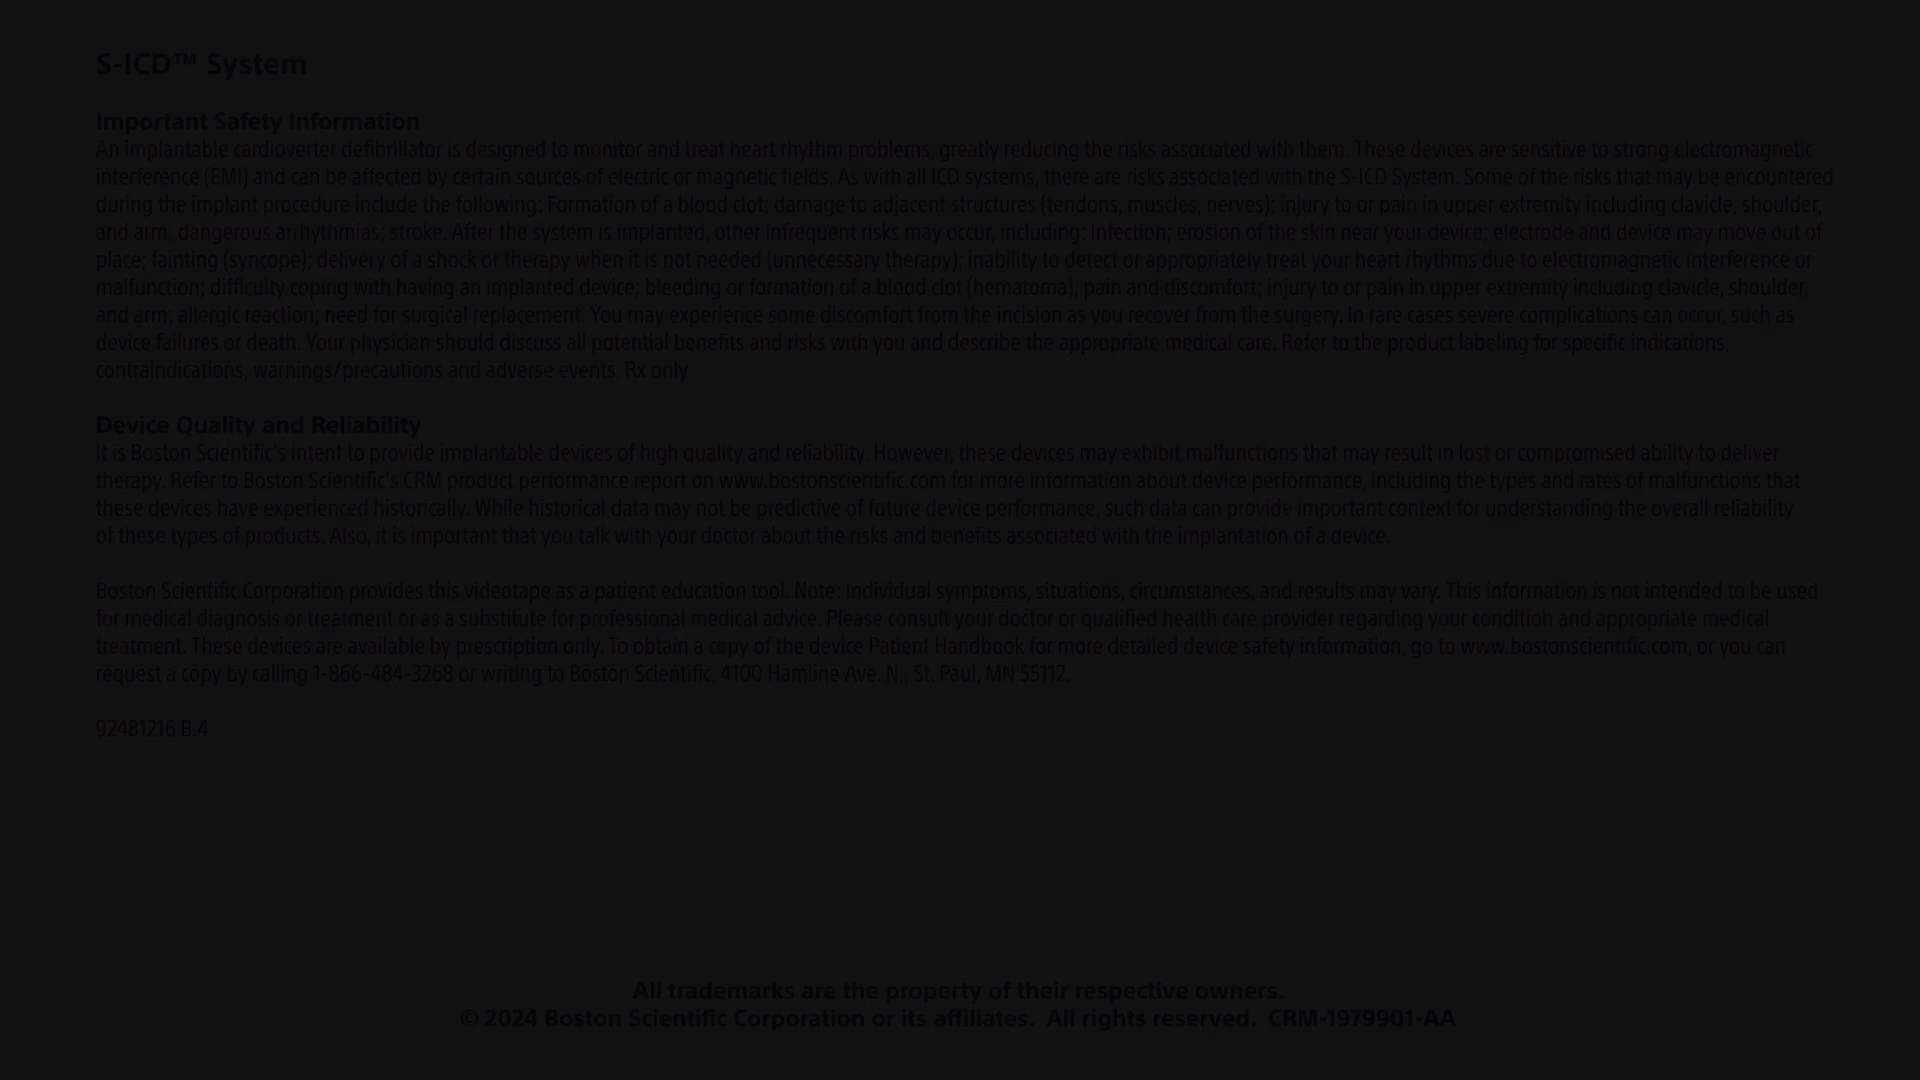 S-ICD™ System
Important Safety Information
An implantable cardioverter defibrillator is designed to monitor and treat heart rhythm problems, greatly reducing the risks associated with them. These devices are sensitive to strong electromagnetic
interference (EMI) and can be affected by certain sources of electric or magnetic fields. As with all ICD systems, there are risks associated with the S-ICD System. Some of the risks that may be encountered
during the implant procedure include the following: Formation of a blood clot; damage to adjacent structures (tendons, muscles, nerves); injury to or pain in upper extremity including clavicle, shoulder,
and arm; dangerous arrhythmias; stroke. After the system is implanted, other infrequent risks may occur, including: Infection; erosion of the skin near your device; electrode and device may move out of
place; fainting (syncope); delivery of a shock or therapy when it is not needed (unnecessary therapy); inability to detect or appropriately treat your heart rhythms due to electromagnetic interference or
malfunction; difficulty coping with having an implanted device; bleeding or formation of a blood clot (hematoma); pain and discomfort; injury to or pain in upper extremity including clavicle, shoulder,
and arm; allergic reaction; need for surgical replacement. You may experience some discomfort from the incision as you recover from the surgery. In rare cases severe complications can occur, such as
device failures or death. Your physician should discuss all potential benefits and risks with you and describe the appropriate medical care. Refer to the product labeling for specific indications,
contraindications, warnings/precautions and adverse events. Rx only
Device Quality and Reliability
It is Boston Scientific's intent to provide implantable devices of high quality and reliability. However, these devices may exhibit malfunctions that may result in lost or compromised ability to deliver
therapy. Refer to Boston Scientific's CRM product performance report on www.bostonscientific.com for more information about device performance, including the types and rates of malfunctions that
these devices have experienced historically. While historical data may not be predictive of future device performance, such data can provide important context for understanding the overall reliability
of these types of products. Also, it is important that you talk with your doctor about the risks and benefits associated with the implantation of a device.
Boston Scientific Corporation provides this videotape as a patient education tool. Note: Individual symptoms, situations, circumstances, and results may vary. This information is not intended to be used
for medical diagnosis or treatment or as a substitute for professional medical advice. Please consult your doctor or qualified health care provider regarding your condition and appropriate medical
treatment. These devices are available by prescription only. To obtain a copy of the device Patient Handbook for more detailed device safety information, go to www.bostonscientific.com, or you can
request a copy by calling 1-866-484-3268 or writing to Boston Scientific, 4100 Hamline Ave. N., St. Paul, MN 55112.
92481216 B.4
All trademarks are the property of their respective owners.
© 2024 Boston Scientific Corporation or its affiliates. All rights reserved. CRM-1979901-AA